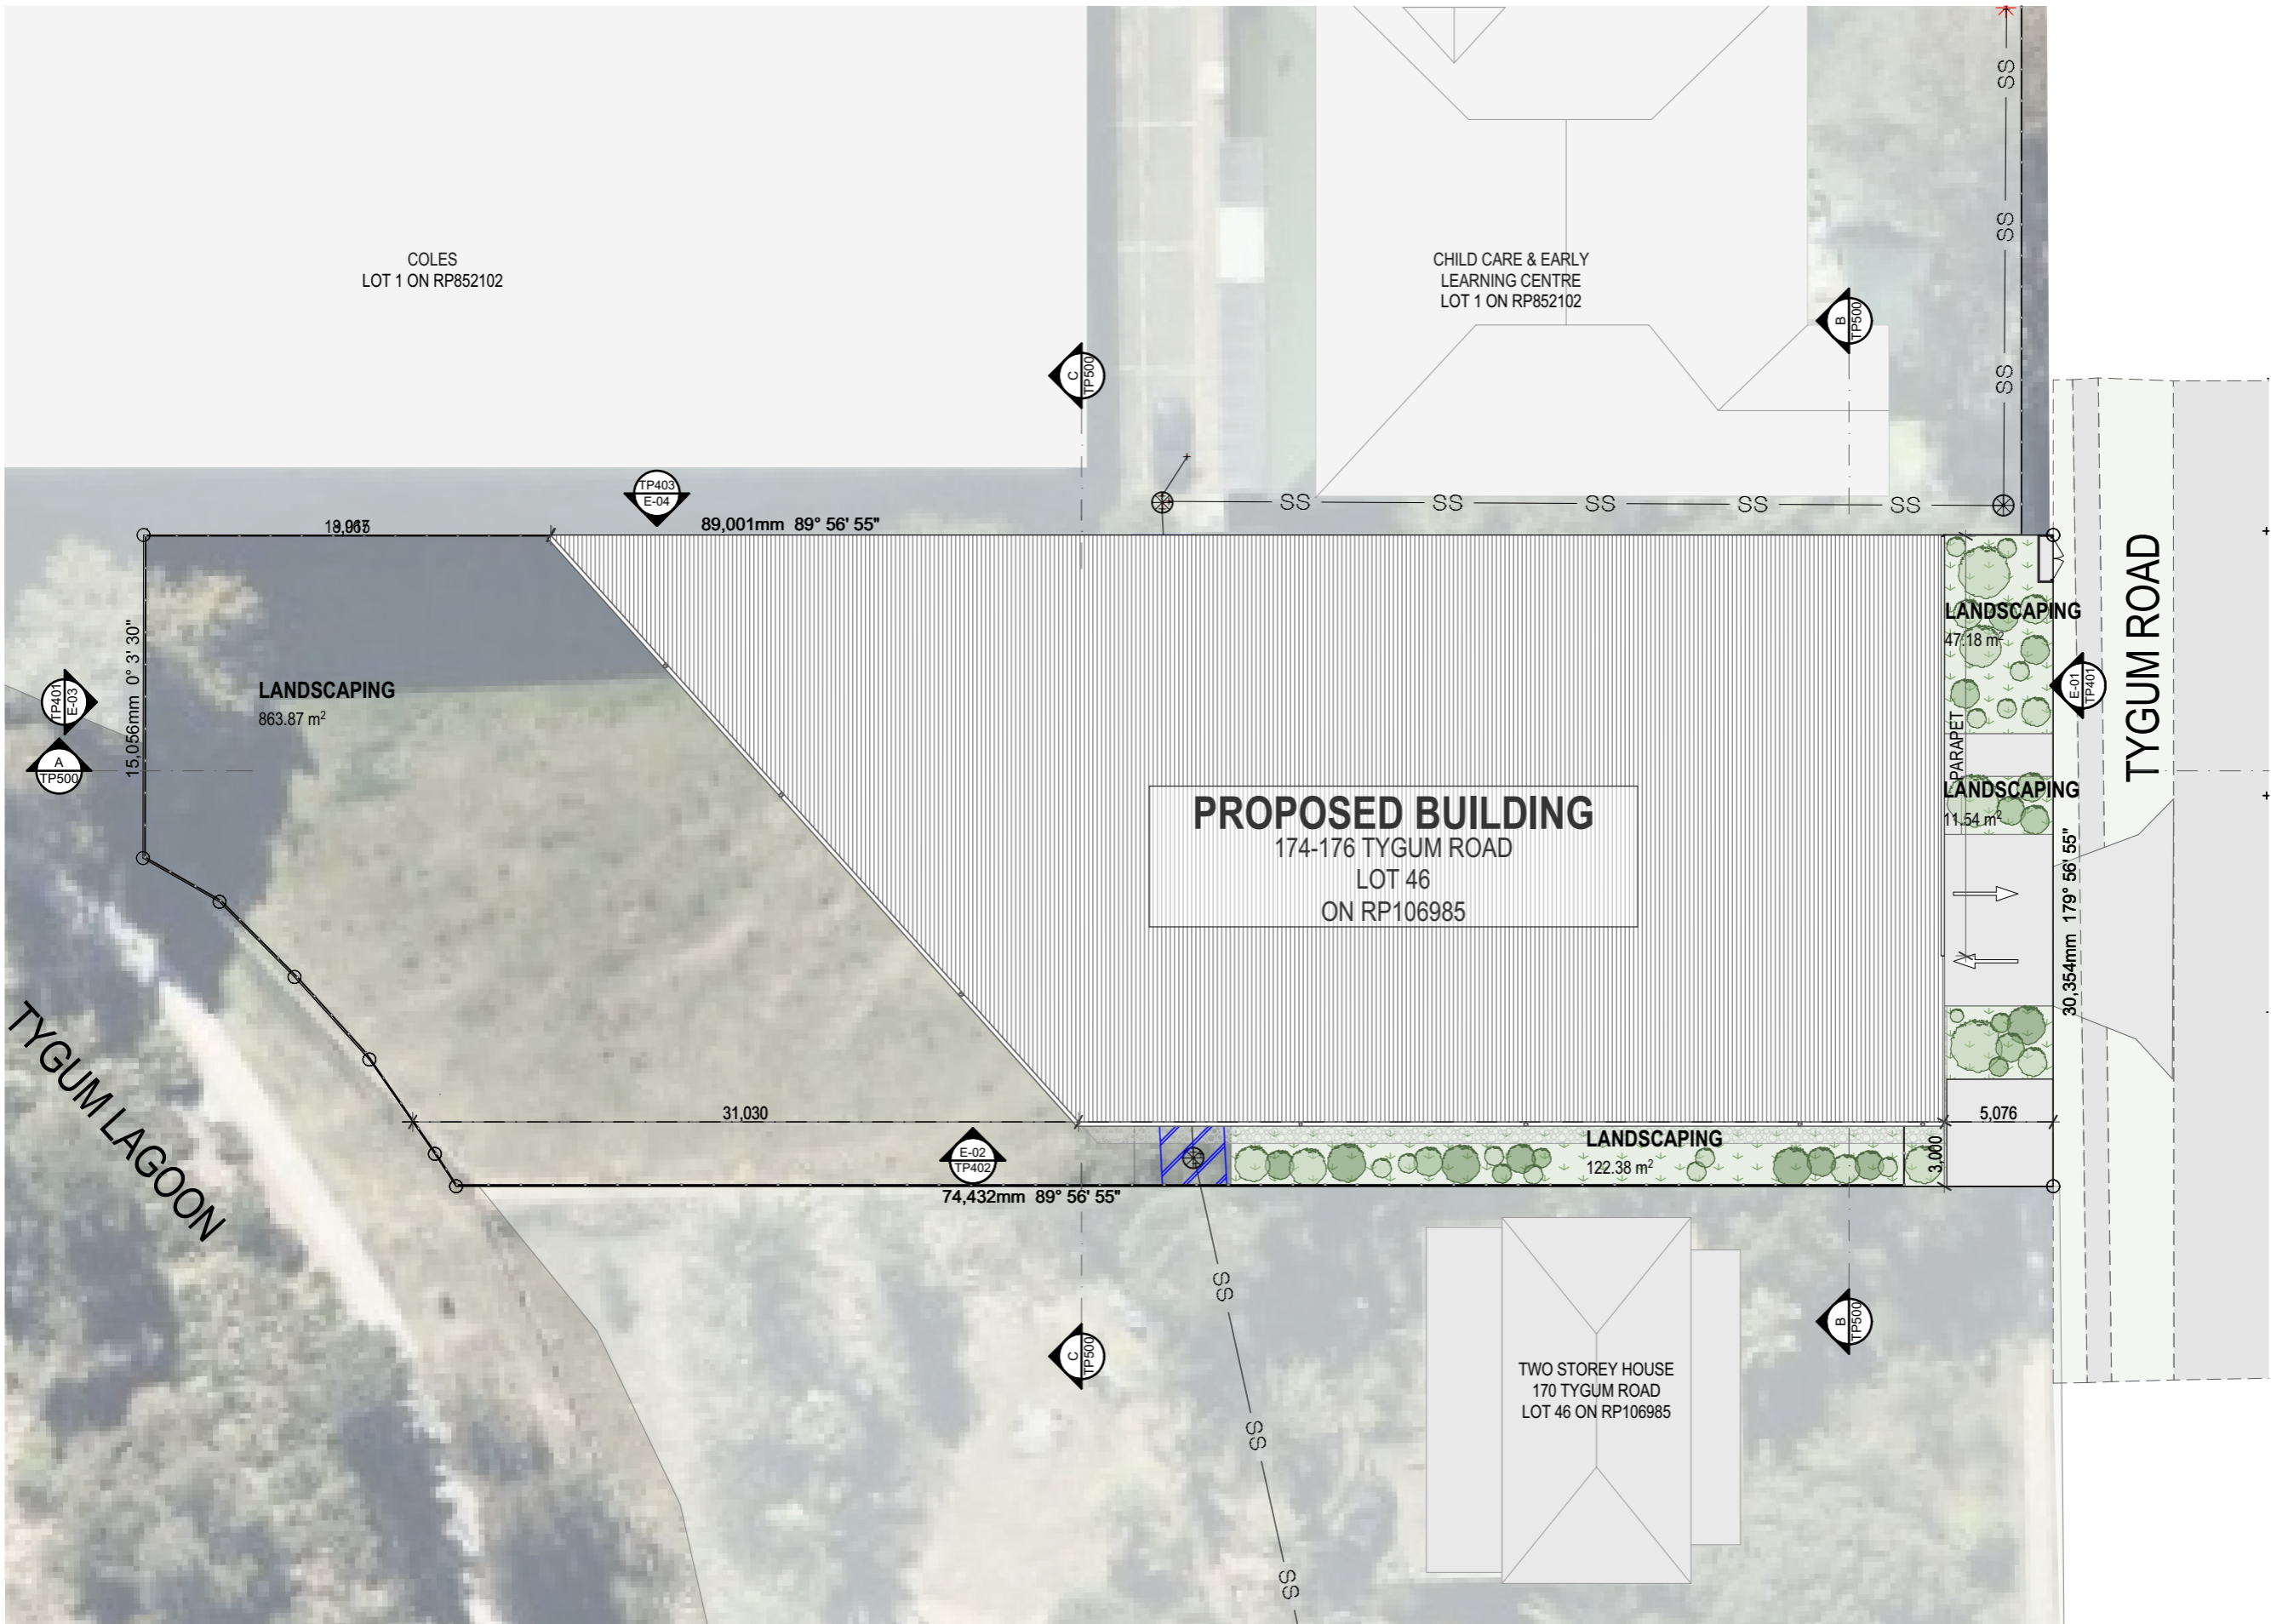 COLES
LOT 1 ON RP852102
CHILD CARE & EARLY
LEARNING CENTRE
LOT 1 ON RP852102
SS
SS
SS
C
TP500
B
TP500
TP403
E-04
SS
SS
SS
SS
SS
89,001mm 89° 56' 55"
15,056mm 0° 3' 30"
TP401
E-03
A
TP500
LANDSCAPING
863.87 m²
LANDSCAPING
47.18 m²
E-01
TP401
TYGUM ROAD
PARAPET
LANDSCAPING
11.54 m²
PROPOSED BUILDING
174-176 TYGUM ROAD
LOT 46
ON RP106985
30,354mm 179° 56' 55"
TYGUM LAGOON
31,030
5,076
E-02
TP402
LANDSCAPING
122.38 m²
3,000
74,432mm 89° 56' 55"
SS
SS
SS
C
TP500
B
TP500
TWO STOREY HOUSE
170 TYGUM ROAD
LOT 46 ON RP106985